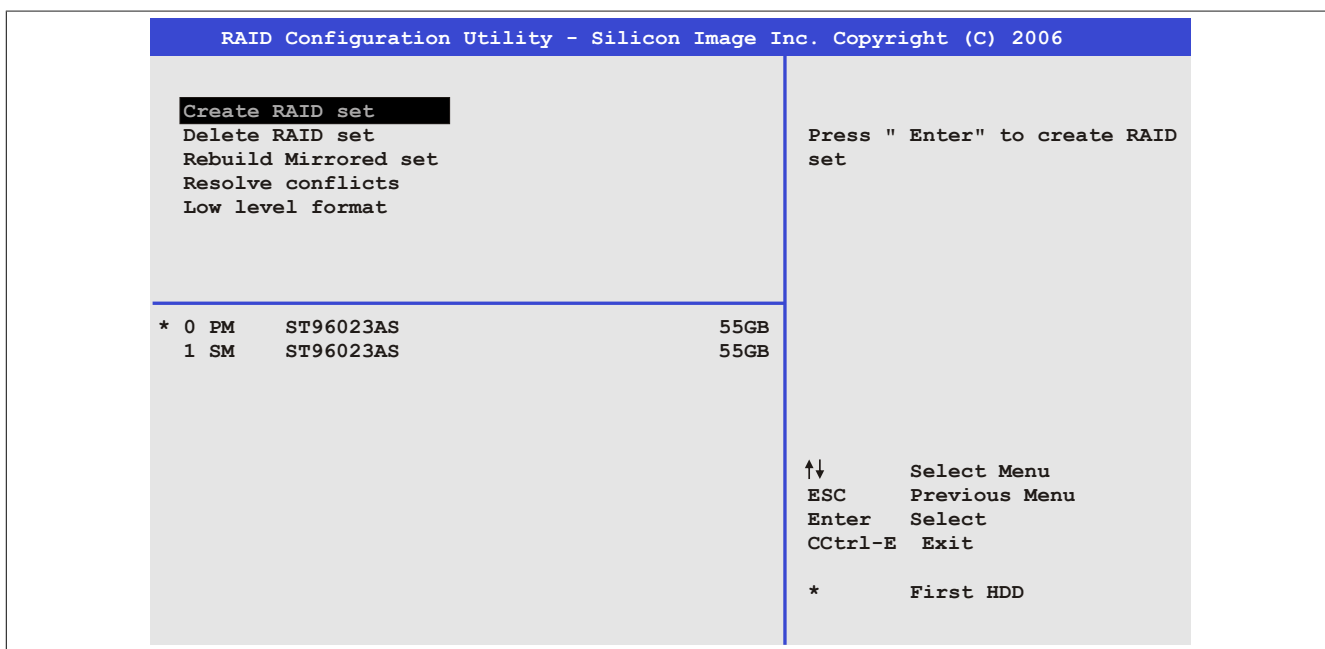 RAID Configuration Utility - Silicon Image Inc. Copyright (C) 2006
Create RAID set
Delete RAID set
Rebuild Mirrored set
Resolve conflicts
Low level format
Press " Enter" to create RAID
set
* 0 PM ST96023AS 55GB
1 SM ST96023AS 55GB
↑↓ Select Menu
ESC Previous Menu
Enter Select
CCtrl-E Exit
* First HDD